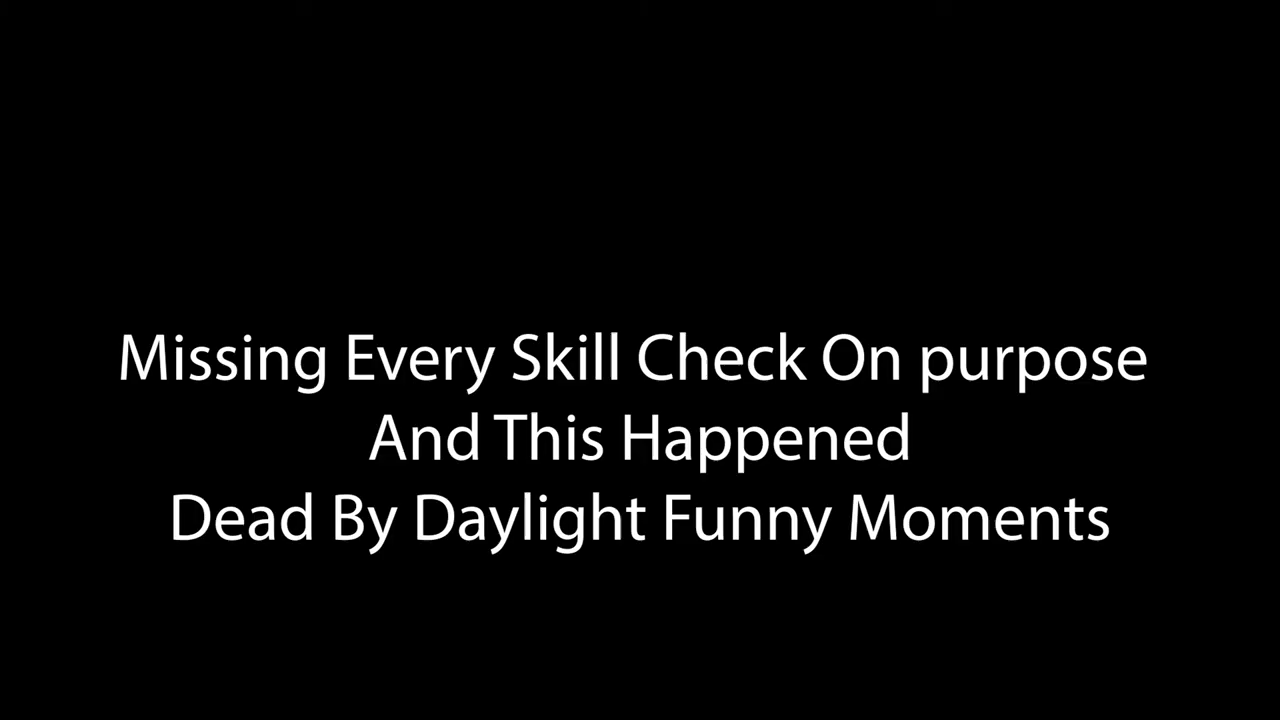 Missing Every Skill Check On purpose
And This Happened
Dead By Daylight Funny Moments